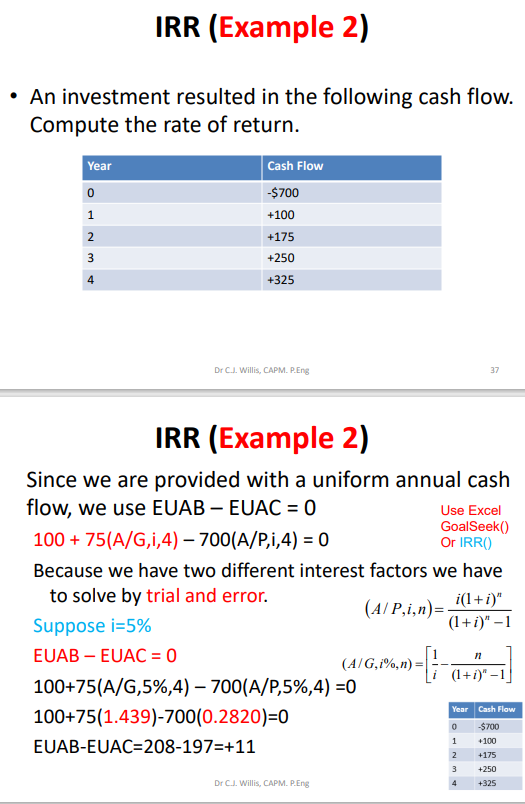 IRR (Example 2)
• An investment resulted in the following cash flow.
Compute the rate of return.
Year Cash Flow
0 -$700
1 +100
2 +175
3 +250
4 +325
Dr C.J. Willis, CAPM. P.Eng 37
IRR (Example 2)
Since we are provided with a uniform annual cash
flow, we use EUAB – EUAC = 0
Use Excel
GoalSeek()
Or IRR()
100 + 75(A/G,i,4) – 700(A/P,i,4) = 0
Because we have two different interest factors we have
to solve by trial and error.
(A/P,i,n)= i(1+i)ⁿ / (1+i)ⁿ −1
Suppose i=5%
EUAB – EUAC = 0
(A/G,i%,n)=[1/i − n/(1+i)ⁿ −1]
100+75(A/G,5%,4) – 700(A/P,5%,4) =0
100+75(1.439)-700(0.2820)=0
EUAB-EUAC=208-197=+11
Year Cash Flow
0 -$700
1 +100
2 +175
3 +250
4 +325
Dr C.J. Willis, CAPM. P.Eng